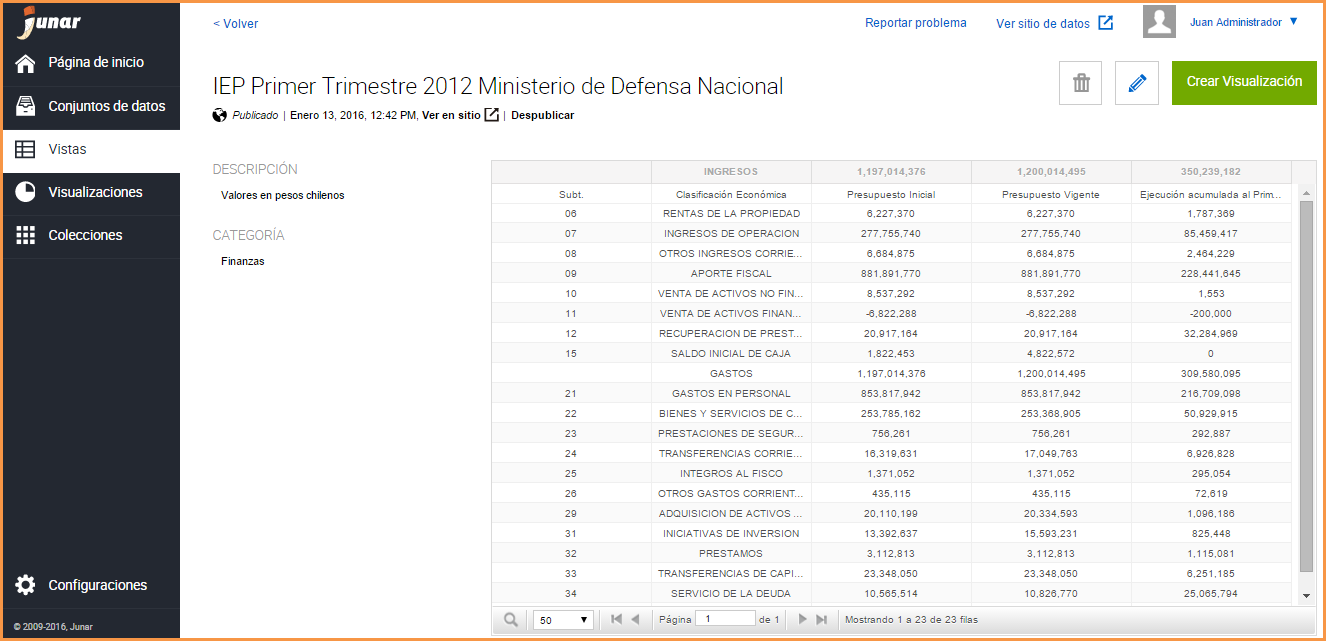 junar
< Volver
Reportar problema
Ver sitio de datos
Juan Administrador
Página de inicio
Conjuntos de datos
Vistas
Visualizaciones
Colecciones
Configuraciones
© 2009-2016, Junar
IEP Primer Trimestre 2012 Ministerio de Defensa Nacional
Crear Visualización
Publicado | Enero 13, 2016, 12:42 PM, Ver en sitio | Despublicar
DESCRIPCIÓN
Valores en pesos chilenos
CATEGORÍA
Finanzas
INGRESOS 1,197,014,376 1,200,014,495 350,239,182
Subt. Clasificación Económica Presupuesto Inicial Presupuesto Vigente Ejecución acumulada al Prim...
06 RENTAS DE LA PROPIEDAD 6,227,370 6,227,370 1,787,369
07 INGRESOS DE OPERACION 277,755,740 277,755,740 85,459,417
08 OTROS INGRESOS CORRIE... 6,684,875 6,684,875 2,464,229
09 APORTE FISCAL 881,891,770 881,891,770 228,441,645
10 VENTA DE ACTIVOS NO FIN... 8,537,292 8,537,292 1,553
11 VENTA DE ACTIVOS FINAN... -6,822,288 -6,822,288 -200,000
12 RECUPERACION DE PREST... 20,917,164 20,917,164 32,284,969
15 SALDO INICIAL DE CAJA 1,822,453 4,822,572 0
GASTOS 1,197,014,376 1,200,014,495 309,580,095
21 GASTOS EN PERSONAL 853,817,942 853,817,942 216,709,098
22 BIENES Y SERVICIOS DE C... 253,785,162 253,368,905 50,929,915
23 PRESTACIONES DE SEGUR... 756,261 756,261 292,887
24 TRANSFERENCIAS CORRIE... 16,319,631 17,049,763 6,926,828
25 INTEGROS AL FISCO 1,371,052 1,371,052 295,054
26 OTROS GASTOS CORRIENT... 435,115 435,115 72,619
29 ADQUISICION DE ACTIVOS ... 20,110,199 20,334,593 1,096,186
31 INICIATIVAS DE INVERSION 13,392,637 15,593,231 825,448
32 PRESTAMOS 3,112,813 3,112,813 1,115,081
33 TRANSFERENCIAS DE CAPI... 23,348,050 23,348,050 6,251,185
34 SERVICIO DE LA DEUDA 10,565,514 10,826,770 25,065,794
50 Página 1 de 1 Mostrando 1 a 23 de 23 filas